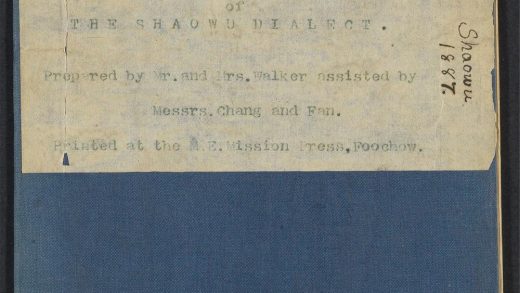 of
THE SHAOWU DIALECT.
Prepared by Mr.and Mrs.Walker assisted by
Messrs.Chang and Fan.
Printed at the M.E.Mission Press,Foochow.
Shaowu
1887.